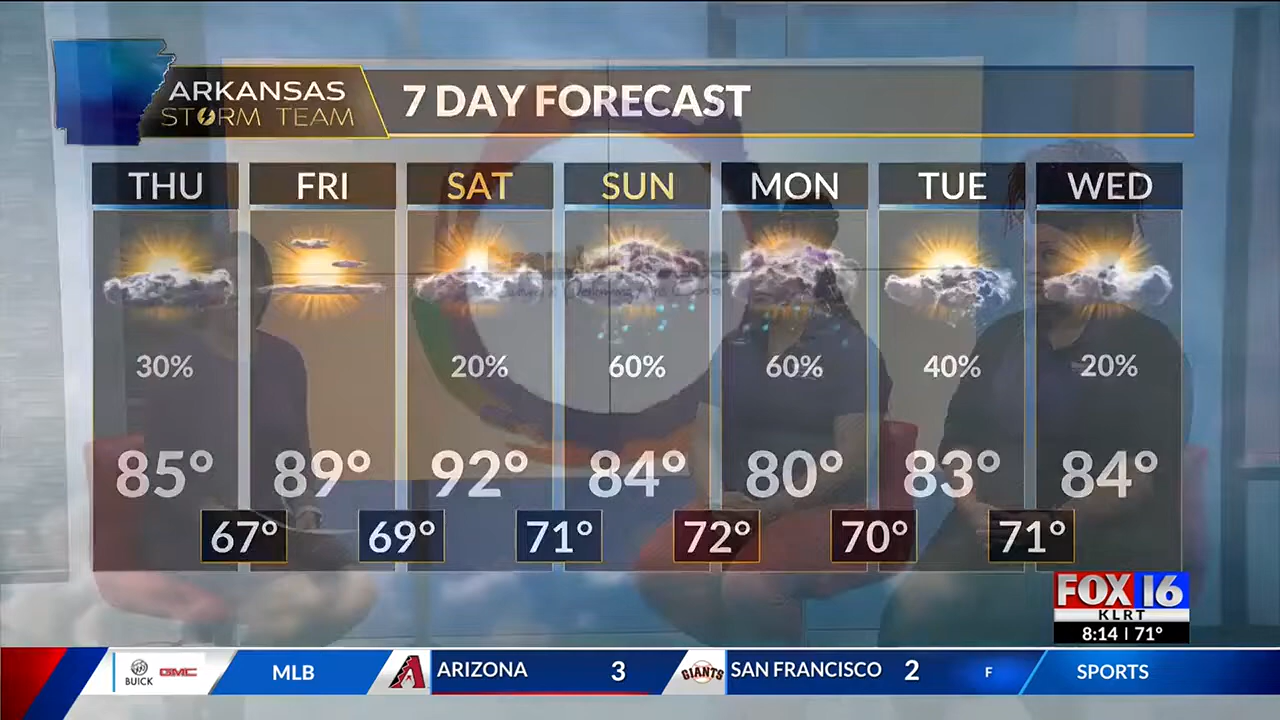 ARKANSAS
STORM TEAM
7 DAY FORECAST
THU FRI SAT SUN MON TUE WED
30% 20% 60% 60% 40% 20%
85° 89° 92° 84° 80° 83° 84°
67° 69° 71° 72° 70° 71°
FOX 16
KLRT
8:14 71°
BUICK GMC MLB ARIZONA 3 GIANTS SAN FRANCISCO 2 F SPORTS